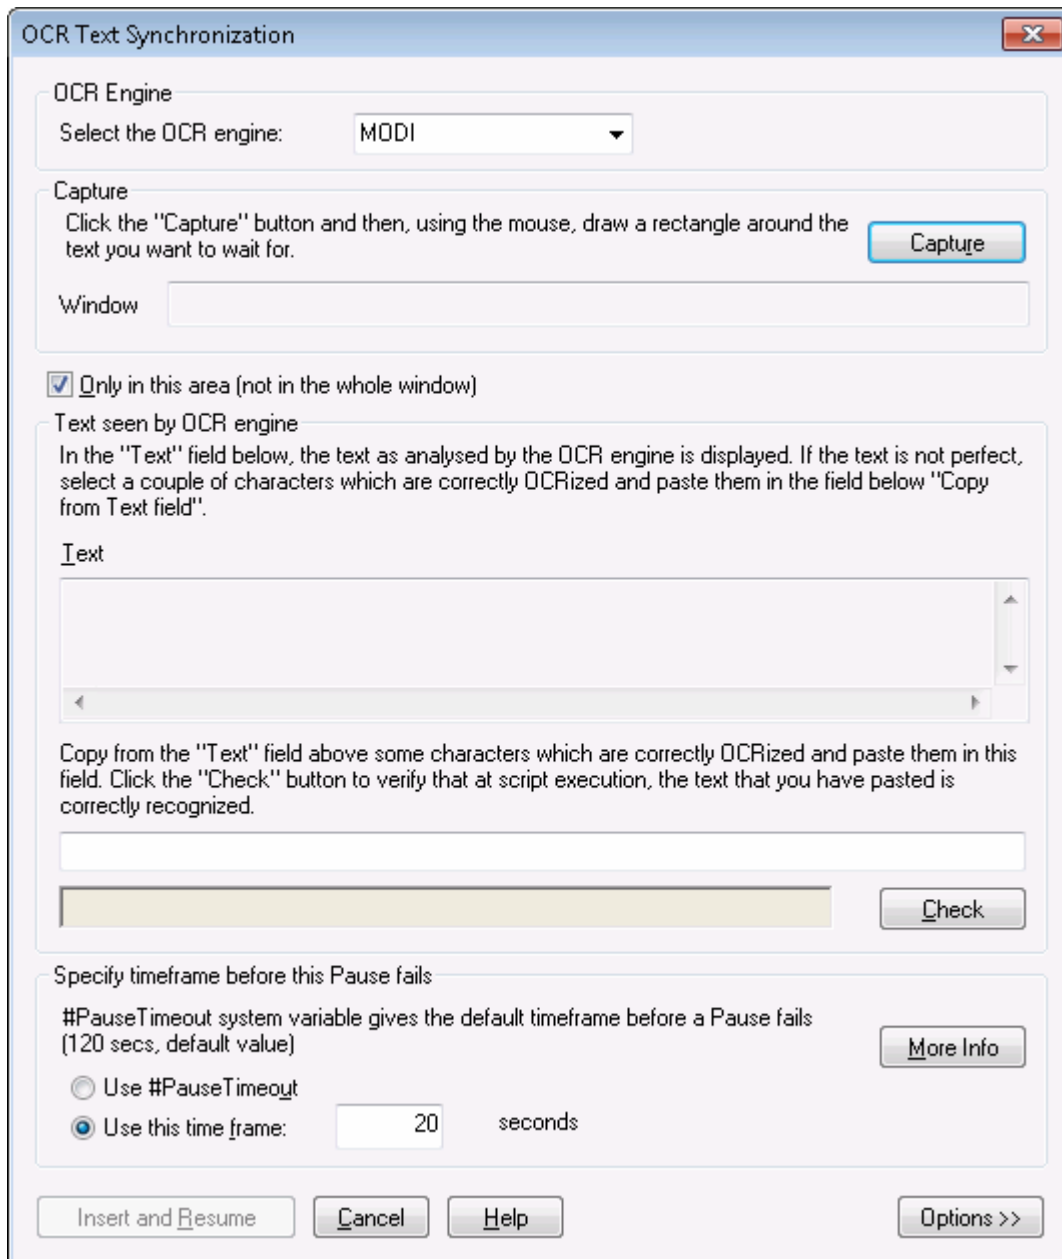 OCR Text Synchronization
OCR Engine
Select the OCR engine: MODI
Capture
Click the "Capture" button and then, using the mouse, draw a rectangle around the
text you want to wait for.
Capture
Window
Only in this area (not in the whole window)
Text seen by OCR engine
In the "Text" field below, the text as analysed by the OCR engine is displayed. If the text is not perfect,
select a couple of characters which are correctly OCRized and paste them in the field below "Copy
from Text field".
Text
Copy from the "Text" field above some characters which are correctly OCRized and paste them in this
field. Click the "Check" button to verify that at script execution, the text that you have pasted is
correctly recognized.
Check
Specify timeframe before this Pause fails
#PauseTimeout system variable gives the default timeframe before a Pause fails
(120 secs, default value)
More Info
Use #PauseTimeout
Use this time frame: 20 seconds
Insert and Resume Cancel Help Options >>